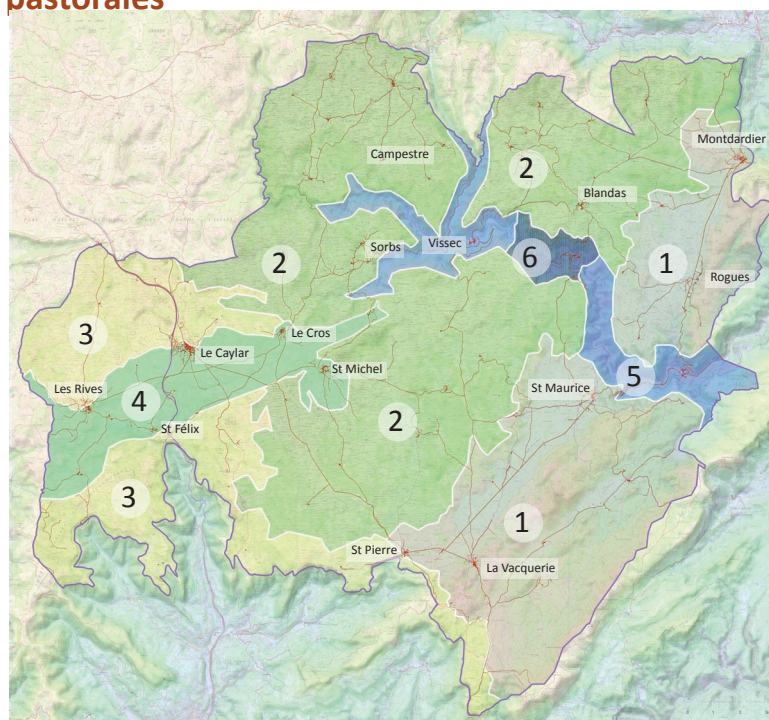 pastorales
Montdardier
Campestre
2
Blandas
Sorbs
Vissec
6
1
2
Rogues
3
Le Cros
Le Caylar
St Michel
5
Les Rives
St Maurice
4
2
St Félix
3
1
St Pierre
La Vacquerie